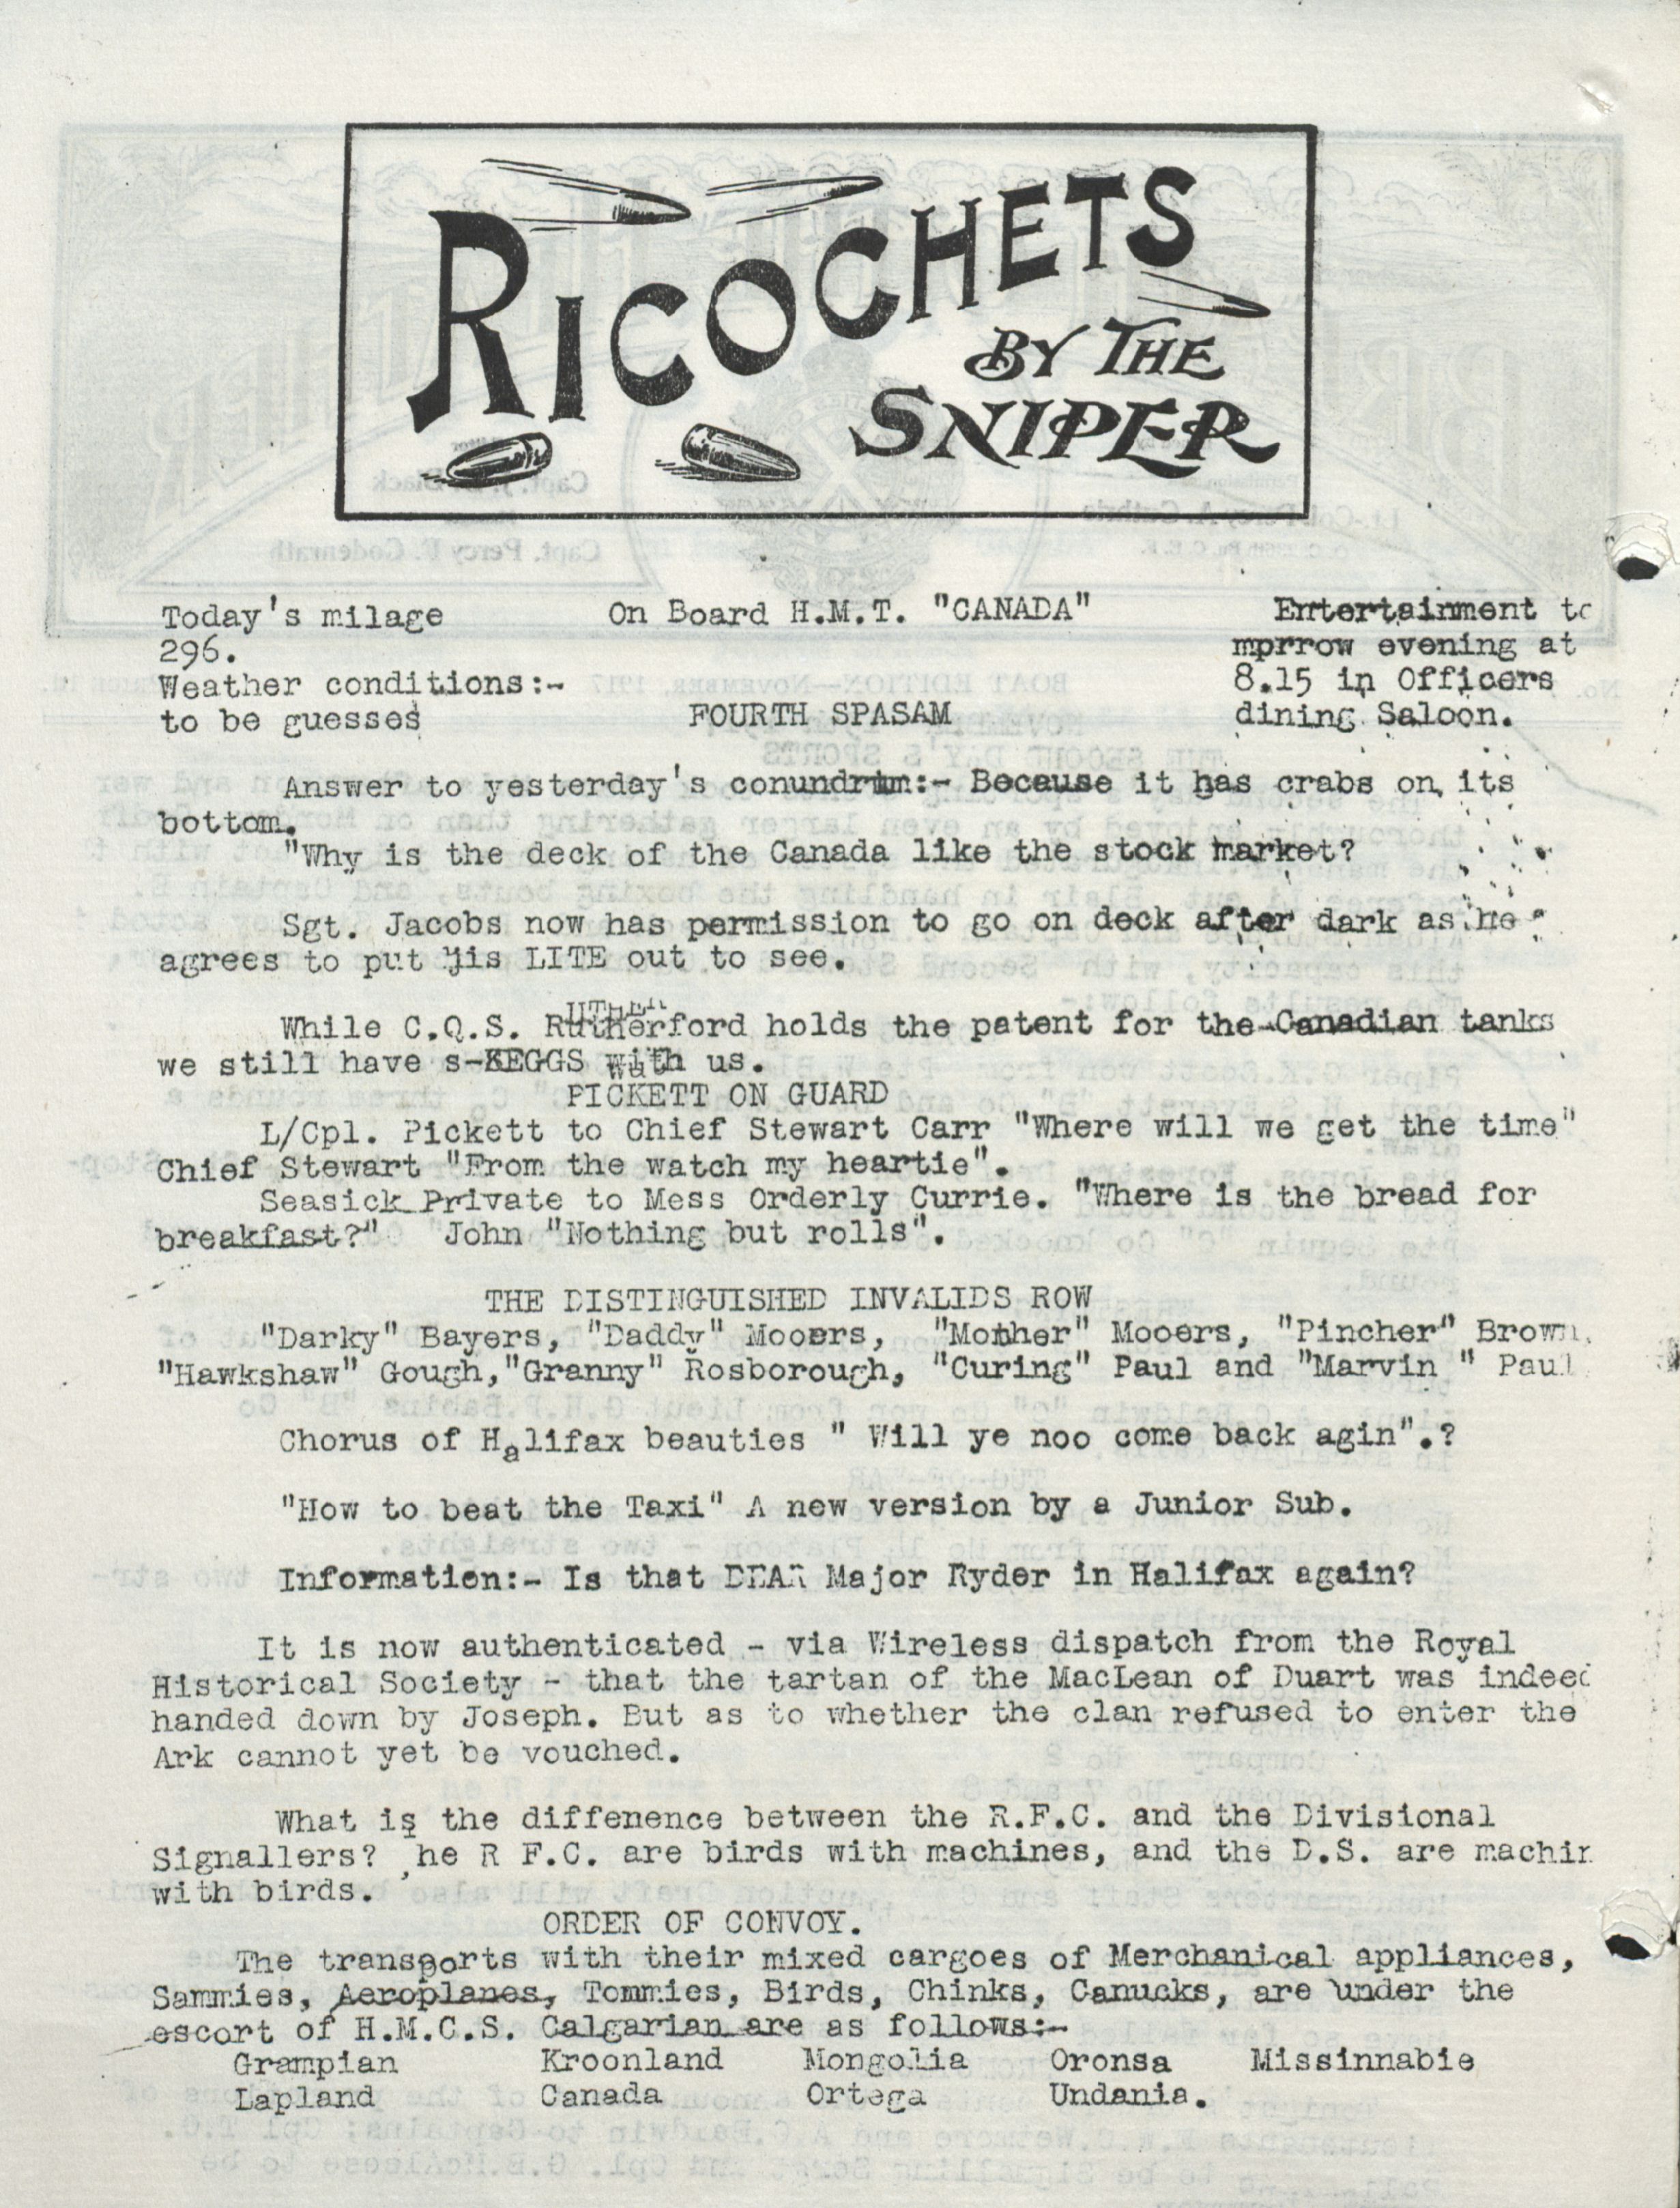 RICOCHETS
BY THE
SNIPER
Today's milage
296.
Weather conditions:-
to be guesses
On Board H.M.T. "CANADA"
FOURTH SPASAM
Entertainment to
mprrow evening at
8.15 in Officers
dining Saloon.
Answer to yesterday's conundrum:- Because it has crabs on its
bottom.
"Why is the deck of the Canada like the stock market?
Sgt. Jacobs now has permission to go on deck after dark as he
agrees to put his LITE out to see.
While C.Q.S. Rutherford holds the patent for the Canadian tanks
we still have s-KEGGS with us.
PICKETT ON GUARD
L/Cpl. Pickett to Chief Stewart Carr "Where will we get the time"
Chief Stewart "From the watch my heartie".
Seasick Private to Mess Orderly Currie. "Where is the bread for
breakfast?" John "Nothing but rolls".
THE DISTINGUISHED INVALIDS ROW
"Darky" Bayers, "Daddy" Mooers, "Mother" Mooers, "Pincher" Brown,
"Hawkshaw" Gough, "Granny" Rosborough, "Curing" Paul and "Marvin " Paul
Chorus of Halifax beauties " Will ye noo come back agin".?
"How to beat the Taxi" A new version by a Junior Sub.
Information:- Is that DEAR Major Ryder in Halifax again?
It is now authenticated - via Wireless dispatch from the Royal
Historical Society - that the tartan of the MacLean of Duart was indeed
handed down by Joseph. But as to whether the clan refused to enter the
Ark cannot yet be vouched.
What is the diffenence between the R.F.C. and the Divisional
Signallers? he R F.C. are birds with machines, and the D.S. are machin
with birds.
ORDER OF CONVOY.
The transports with their mixed cargoes of Merchanical appliances,
Sammies, Aeroplanes, Tommies, Birds, Chinks, Canucks, are under the
escort of H.M.C.S. Calgarian are as follows:-
Grampian Kroonland Mongolia Oronsa Missinnabie
Lapland Canada Ortega Undania.